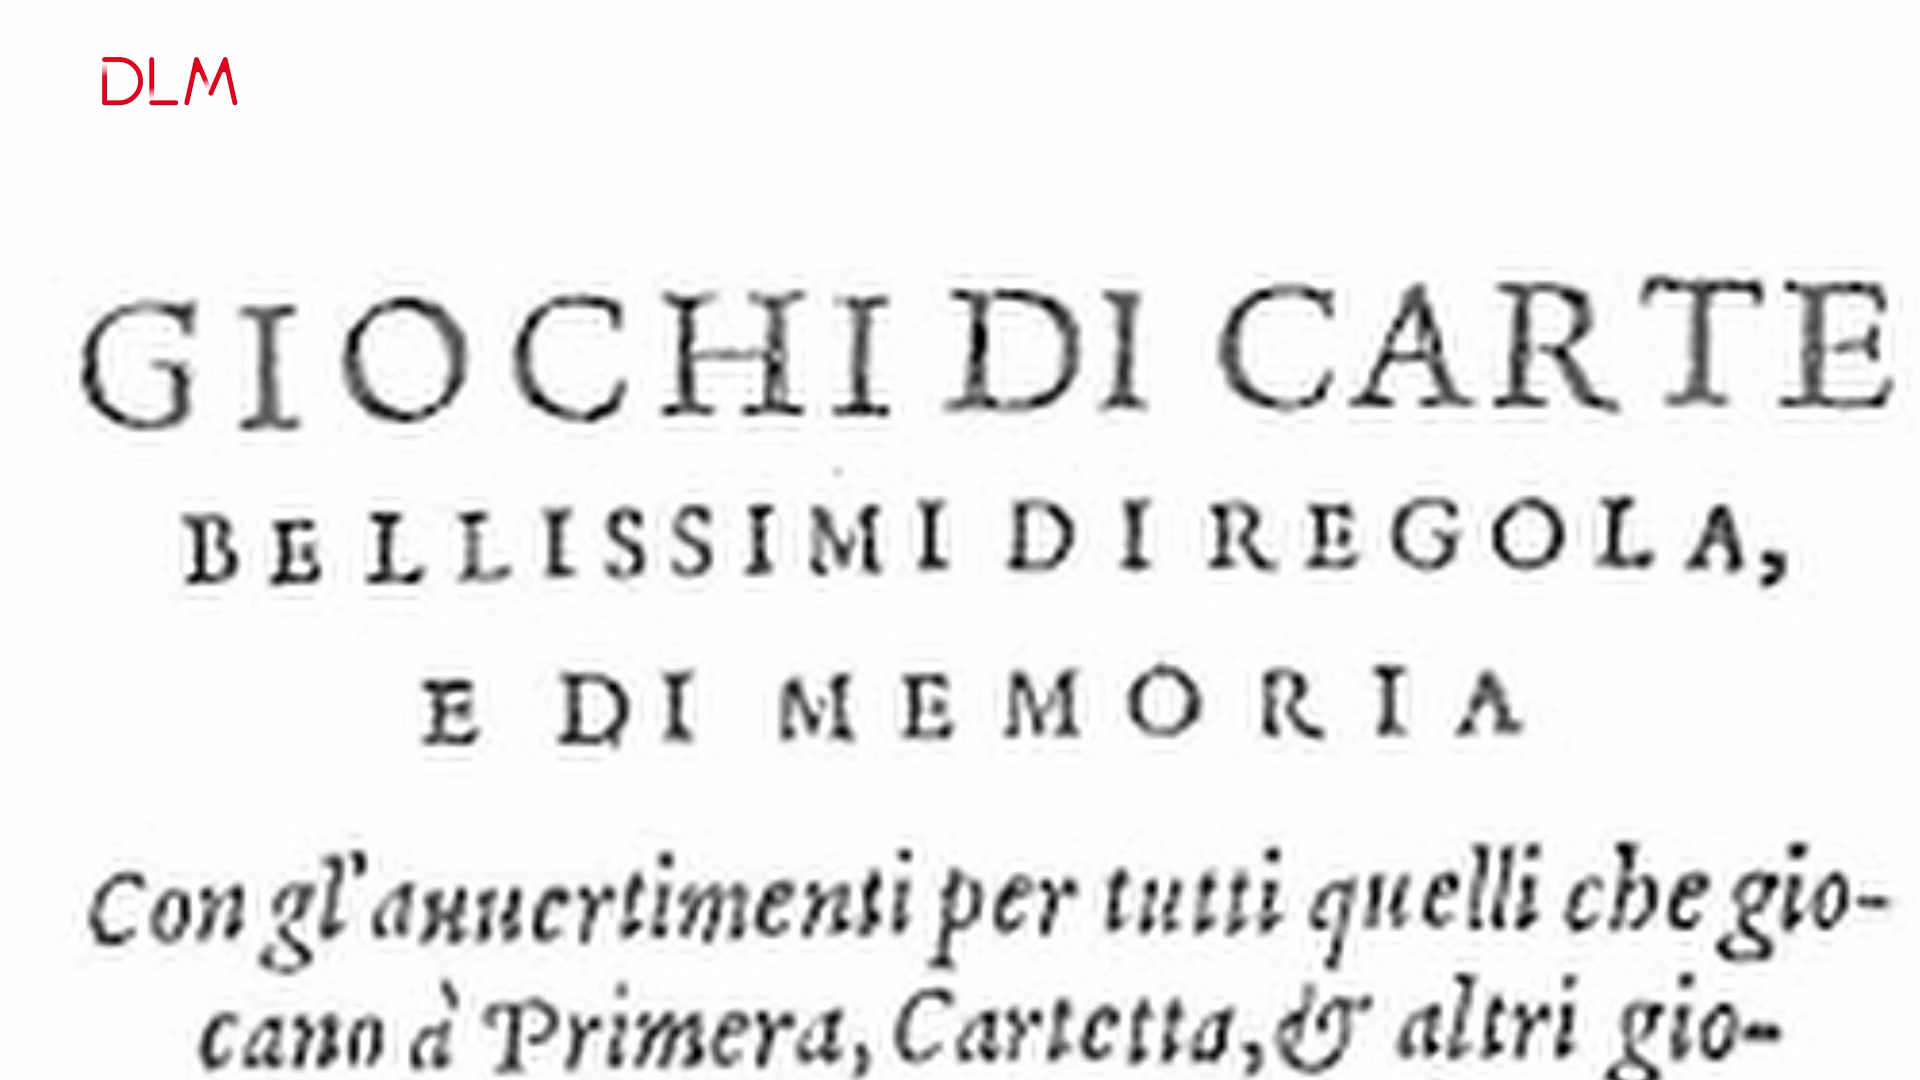 DLM
GIOCHI DI CARTE
BELLISSIMI DI REGOLA,
E DI MEMORIA
Con gl'auuertimenti per tutti quelli che gio-
cano à Primera, Cartetta, & altri gio-